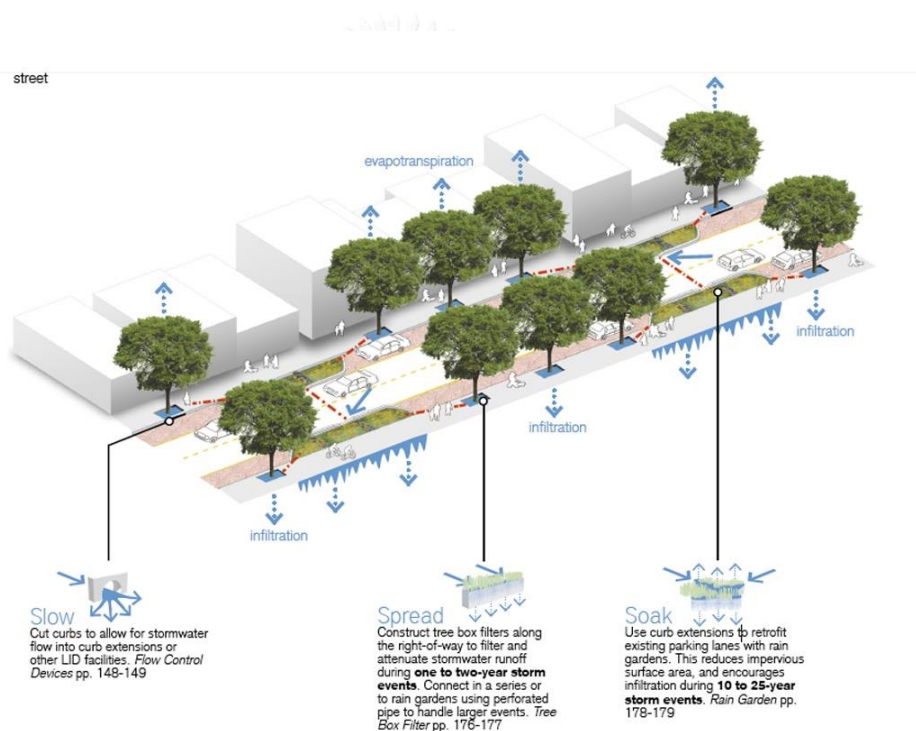 street
evapotranspiration
infiltration
infiltration
infiltration
Slow
Cut curbs to allow for stormwater
flow into curb extensions or
other LID facilities. Flow Control
Devices pp. 148-149
Spread
Construct tree box filters along
the right-of-way to filter and
attenuate stormwater runoff
during one to two-year storm
events. Connect in a series or
to rain gardens using perforated
pipe to handle larger events. Tree
Box Filter pp. 176-177
Soak
Use curb extensions to retrofit
existing parking lanes with rain
gardens. This reduces impervious
surface area, and encourages
infiltration during 10 to 25-year
storm events. Rain Garden pp.
178-179